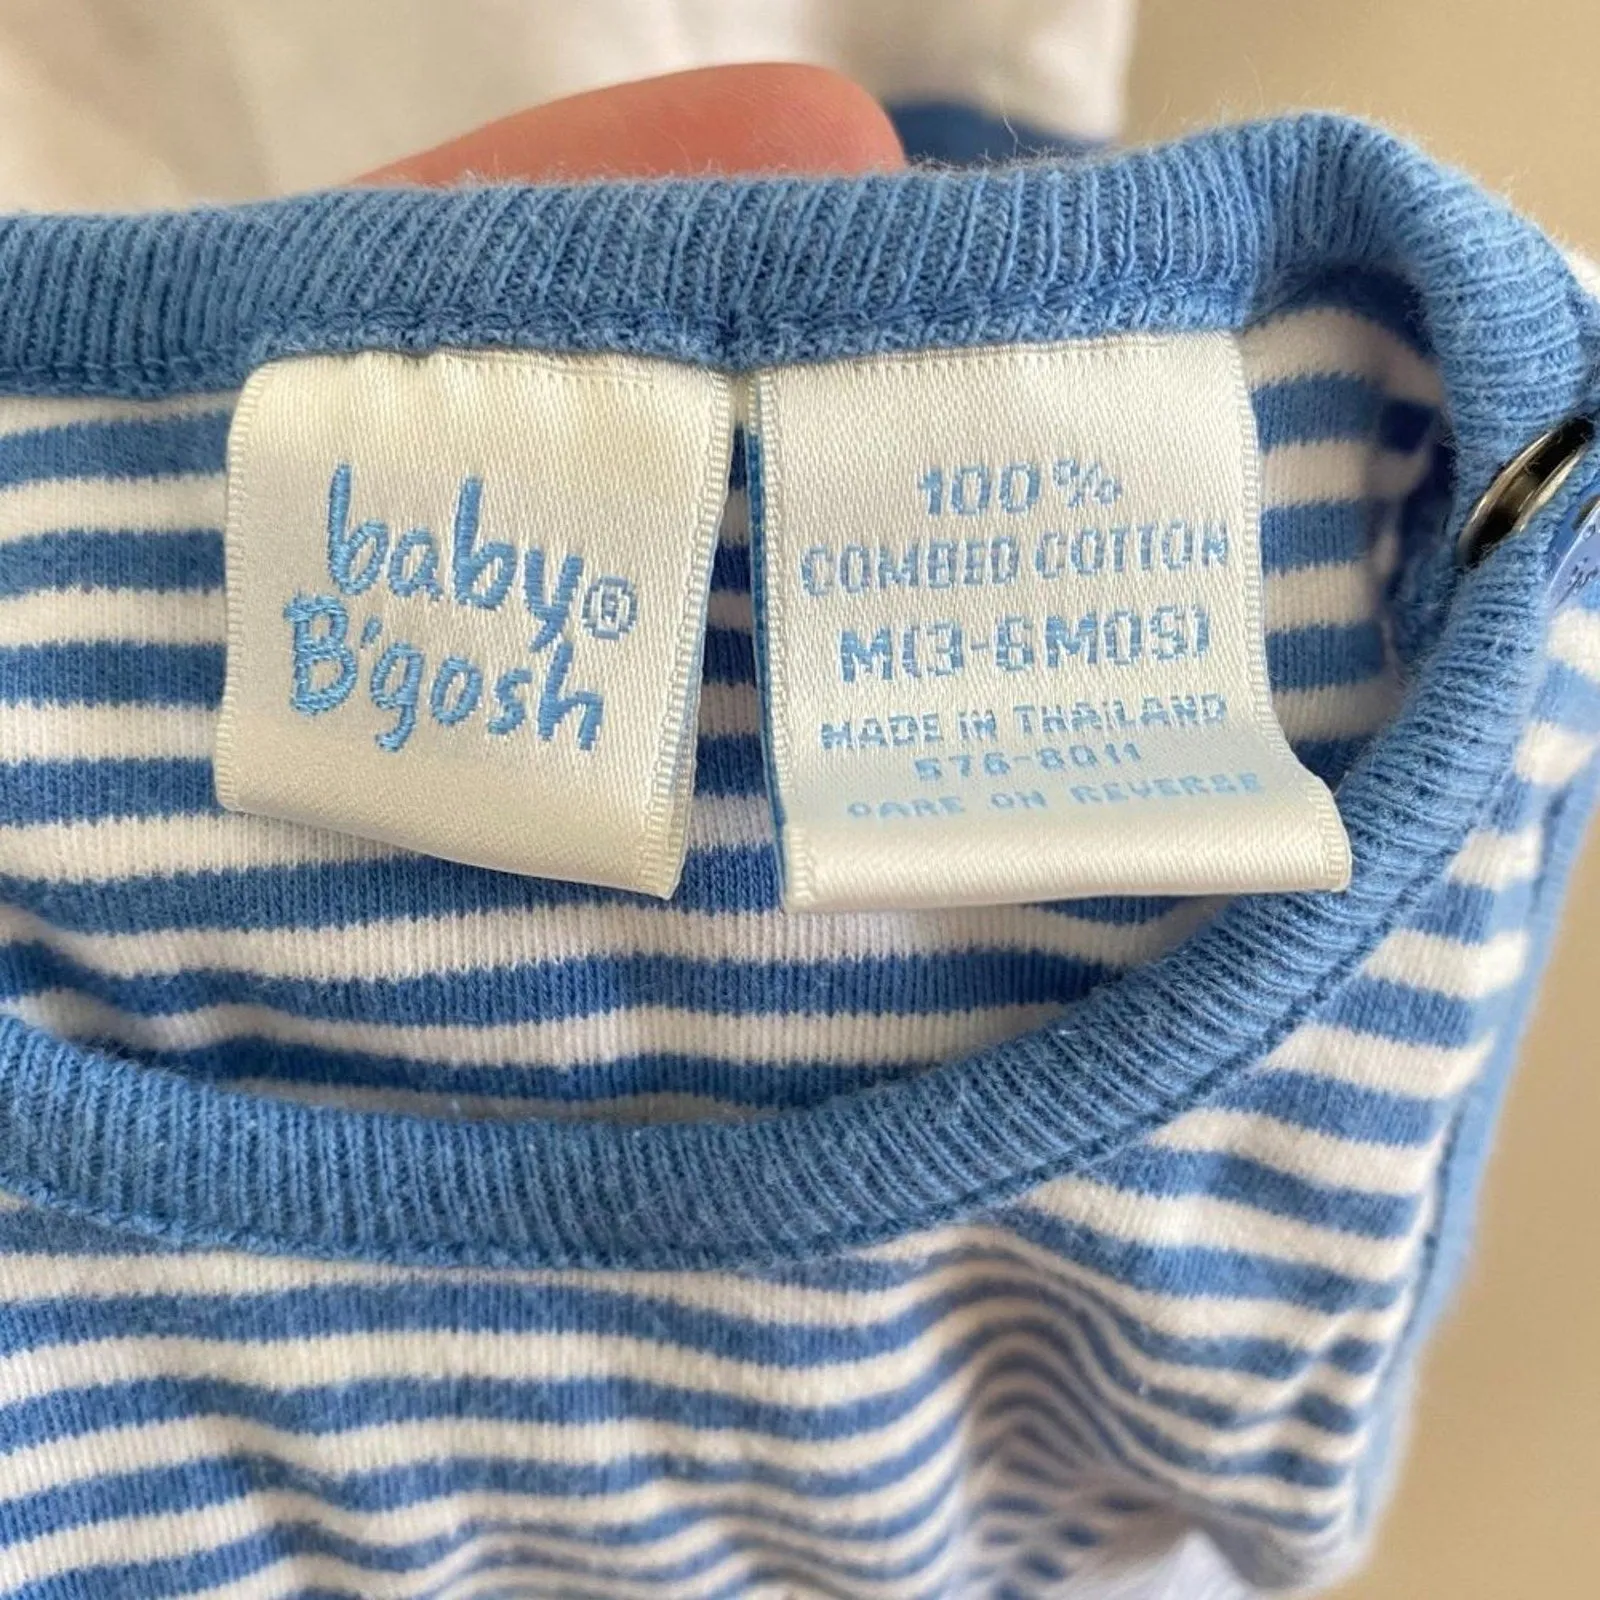 baby®
B'gosh
100%
COMBED COTTON
M(3-6MOS)
MADE IN THAILAND
576-8011
CARE ON REVERSE